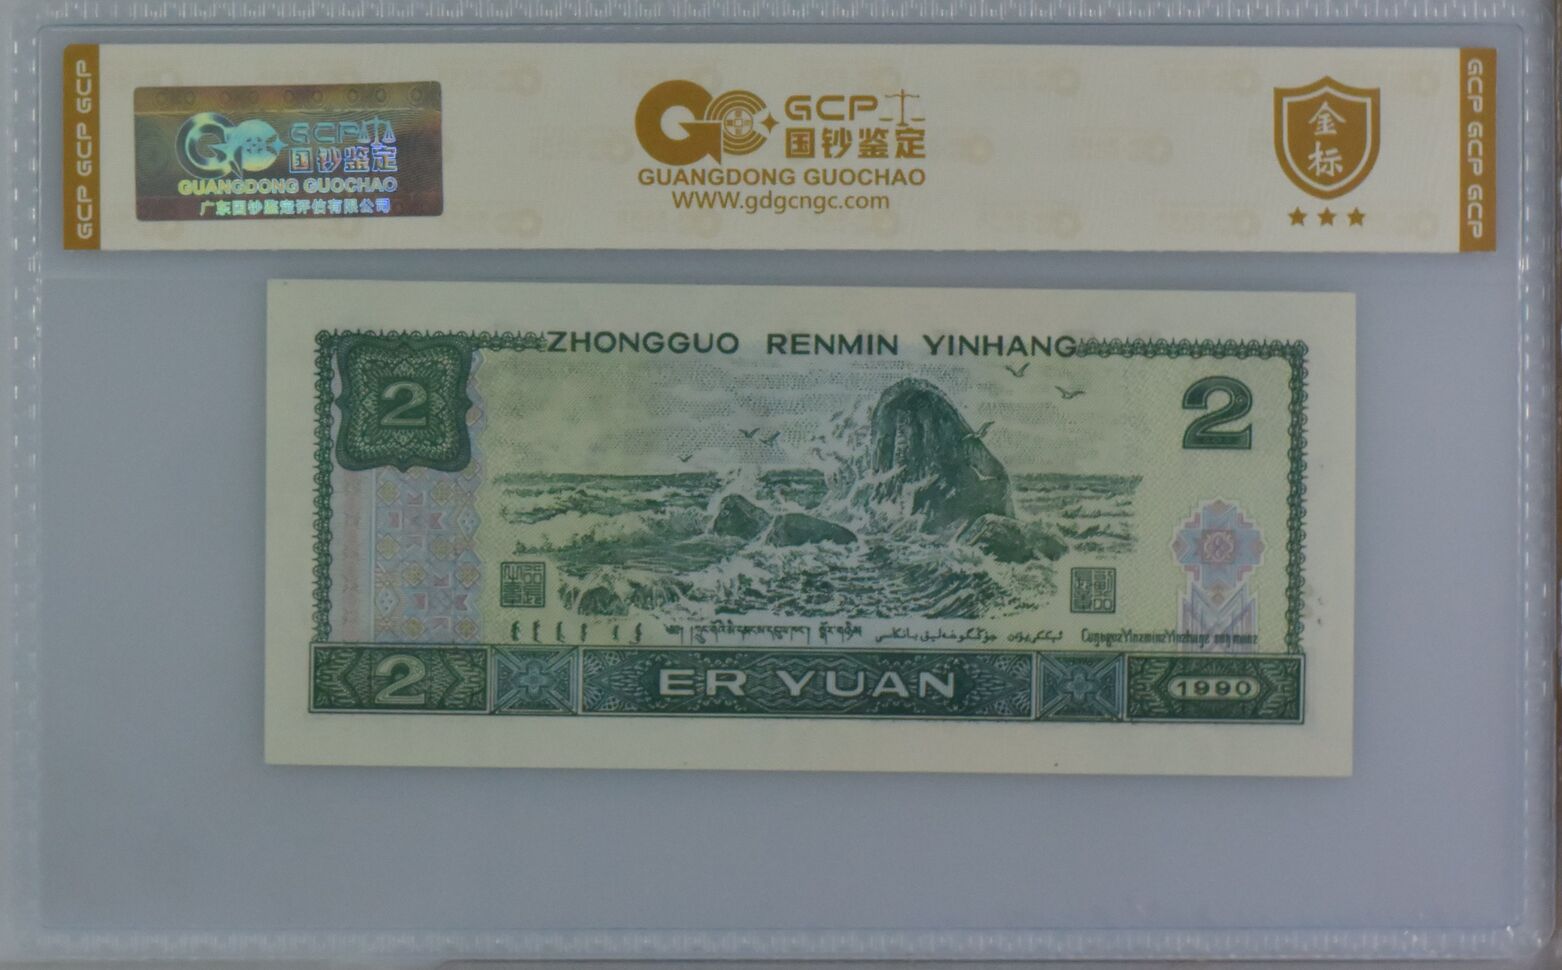 GCP GCP GCP
GCP
国钞鉴定
GUANGDONG GUOCHAO
广东国钞鉴定评估有限公司
GCP
国钞鉴定
GUANGDONG GUOCHAO
WWW.gdgcngc.com
金
标
GCP GCP GCP
ZHONGGUO RENMIN YINHANG
2
2
2
ER YUAN
1990